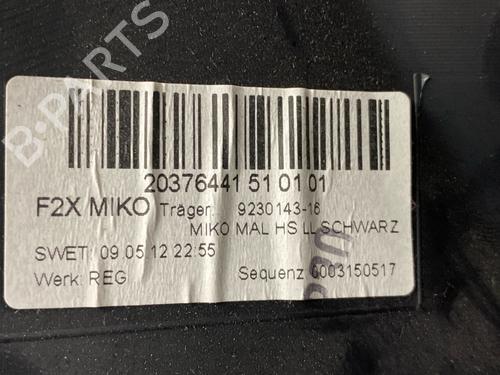 B-PARTS
20376441 51 01 01
F2X MIKO Träger: 9230143-16
MIKO MAL HS LL SCHWARZ
SWET: 09.05.12 22:55
Werk: REG Sequenz 0003150517